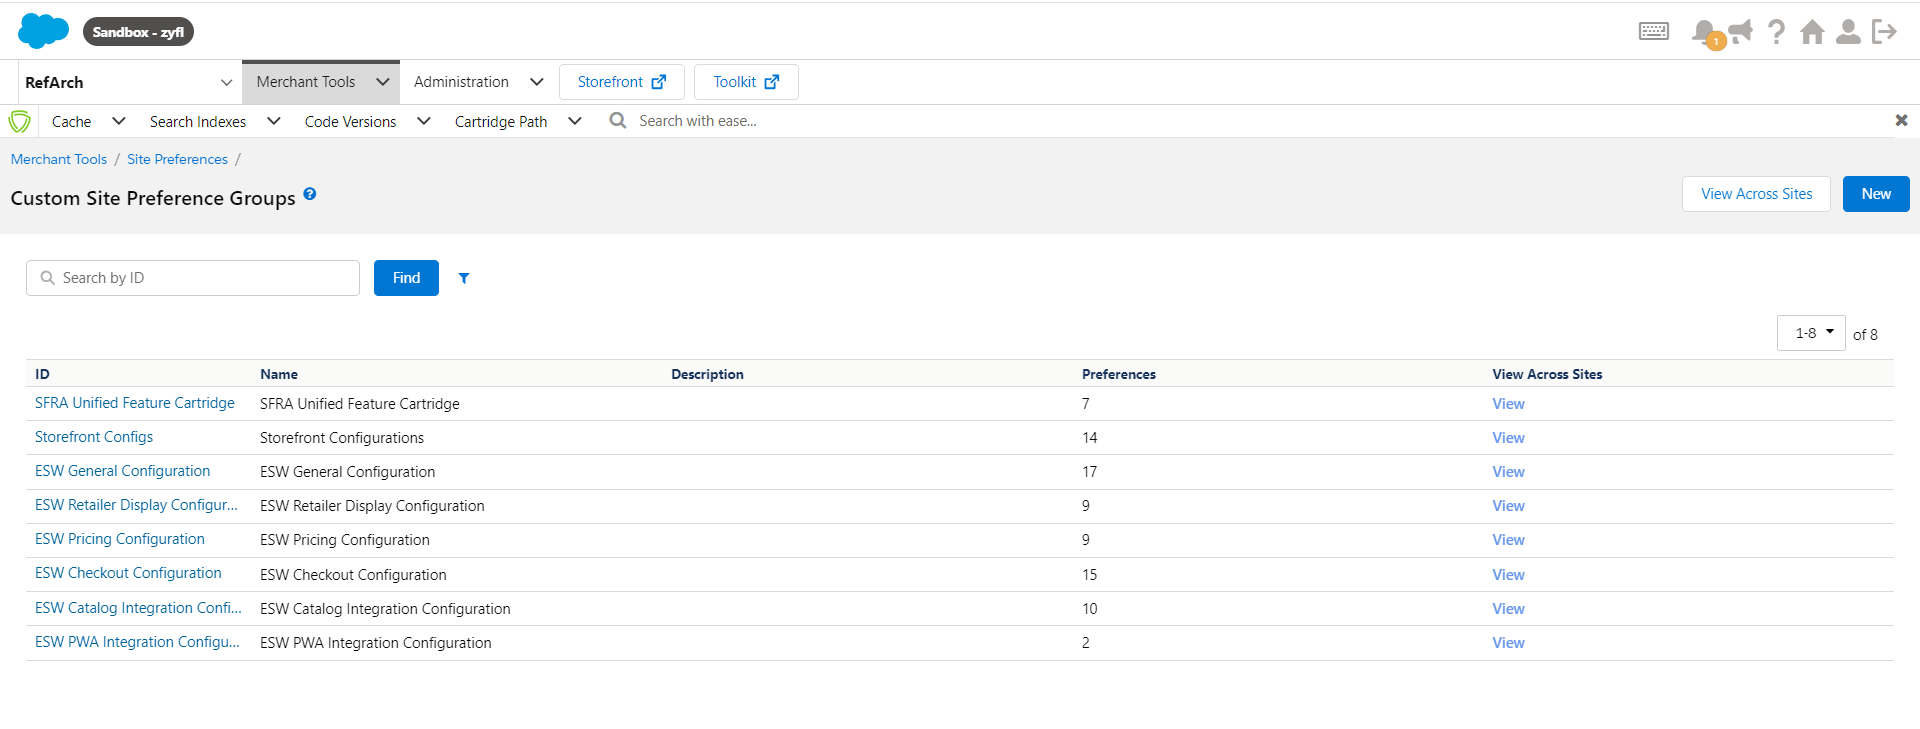 Sandbox - zyfl
1
RefArch
Merchant Tools
Administration
Storefront
Toolkit
Cache
Search Indexes
Code Versions
Cartridge Path
Search with ease...
Merchant Tools / Site Preferences /
Custom Site Preference Groups
View Across Sites
New
Search by ID
Find
1-8 of 8
ID Name Description Preferences View Across Sites
SFRA Unified Feature Cartridge SFRA Unified Feature Cartridge 7 View
Storefront Configs Storefront Configurations 14 View
ESW General Configuration ESW General Configuration 17 View
ESW Retailer Display Configur... ESW Retailer Display Configuration 9 View
ESW Pricing Configuration ESW Pricing Configuration 9 View
ESW Checkout Configuration ESW Checkout Configuration 15 View
ESW Catalog Integration Confi... ESW Catalog Integration Configuration 10 View
ESW PWA Integration Configu... ESW PWA Integration Configuration 2 View